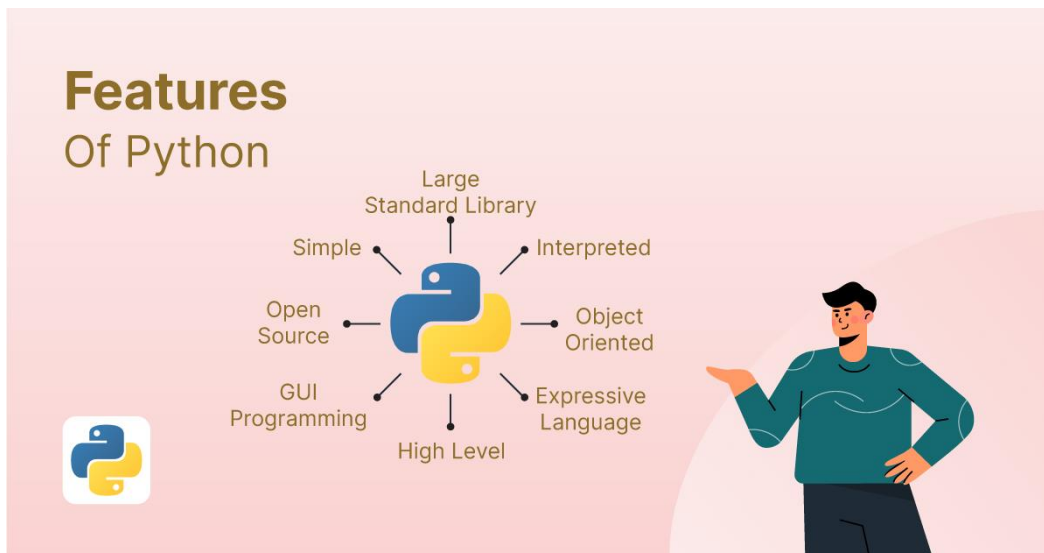 Features
Of Python
Large
Standard Library
Simple
Interpreted
Open
Source
Object
Oriented
GUI
Programming
Expressive
Language
High Level